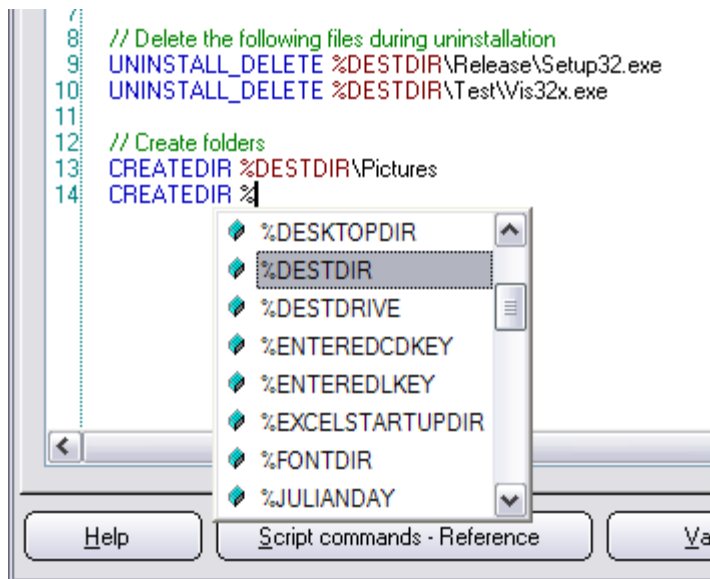 7
8 // Delete the following files during uninstallation
9 UNINSTALL_DELETE %DESTDIR\Release\Setup32.exe
10 UNINSTALL_DELETE %DESTDIR\Test\Vis32x.exe
11
12 // Create folders
13 CREATEDIR %DESTDIR\Pictures
14 CREATEDIR %
%DESKTOPDIR
%DESTDIR
%DESTDRIVE
%ENTEREDCDKEY
%ENTEREDLKEY
%EXCELSTARTUPDIR
%FONTDIR
%JULIANDAY
Help
Script commands - Reference
Va